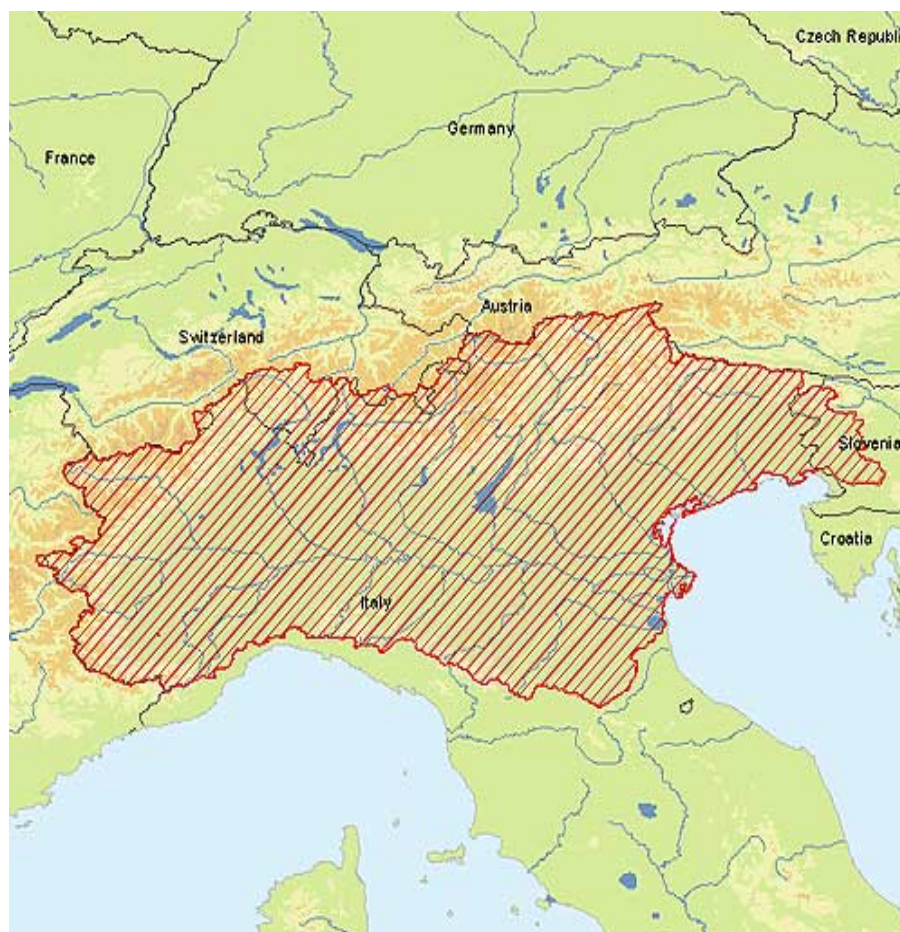 Czech Republi
Germany
France
Austria
Switzerland
Slovenia
Croatia
Italy